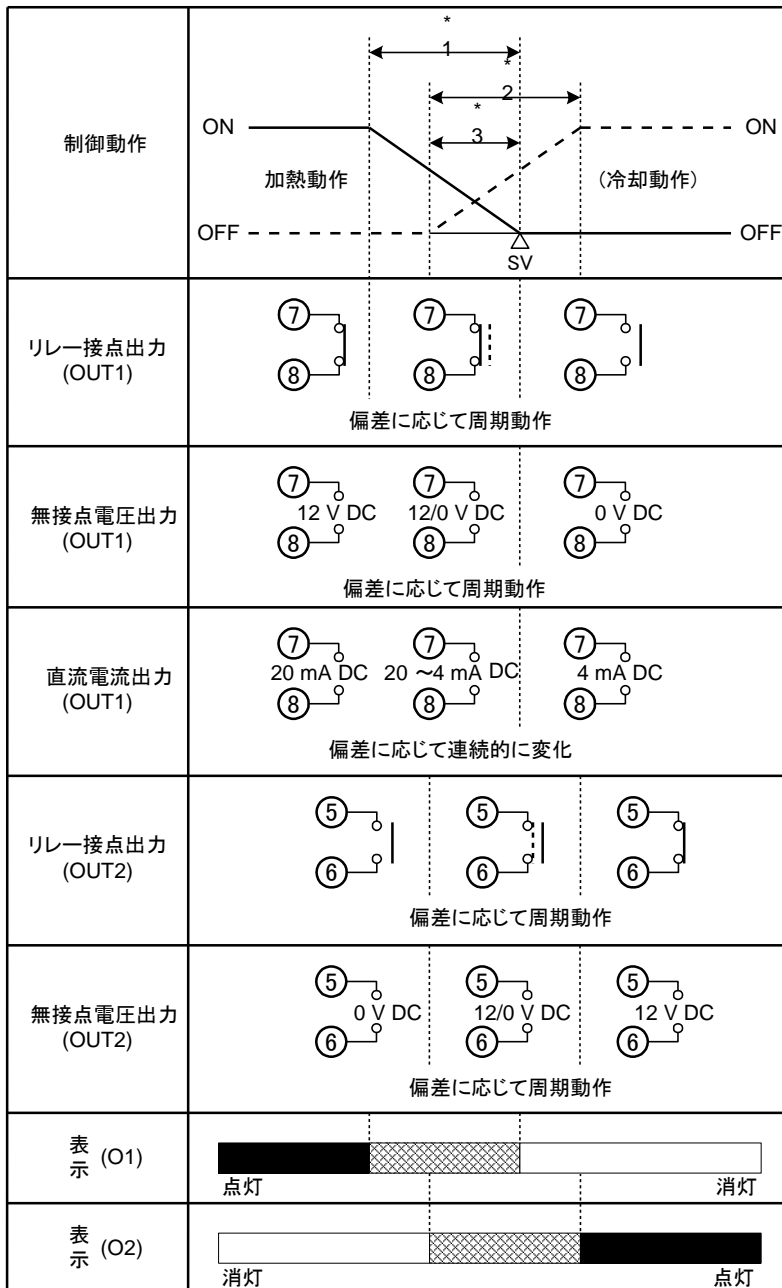 *
1
*
2
*
3
制御動作
ON
ON
加熱動作
(冷却動作)
OFF
OFF
SV
リレー接点出力
(OUT1)
7
7
7
8
8
8
偏差に応じて周期動作
無接点電圧出力
(OUT1)
7
7
7
12 V DC
12/0 V DC
0 V DC
8
8
8
偏差に応じて周期動作
直流電流出力
(OUT1)
7
7
7
20 mA DC
20 ~4 mA DC
4 mA DC
8
8
8
偏差に応じて連続的に変化
リレー接点出力
(OUT2)
5
5
5
6
6
6
偏差に応じて周期動作
無接点電圧出力
(OUT2)
5
5
5
0 V DC
12/0 V DC
12 V DC
6
6
6
偏差に応じて周期動作
表示 (O1)
点灯
消灯
表示 (O2)
消灯
点灯